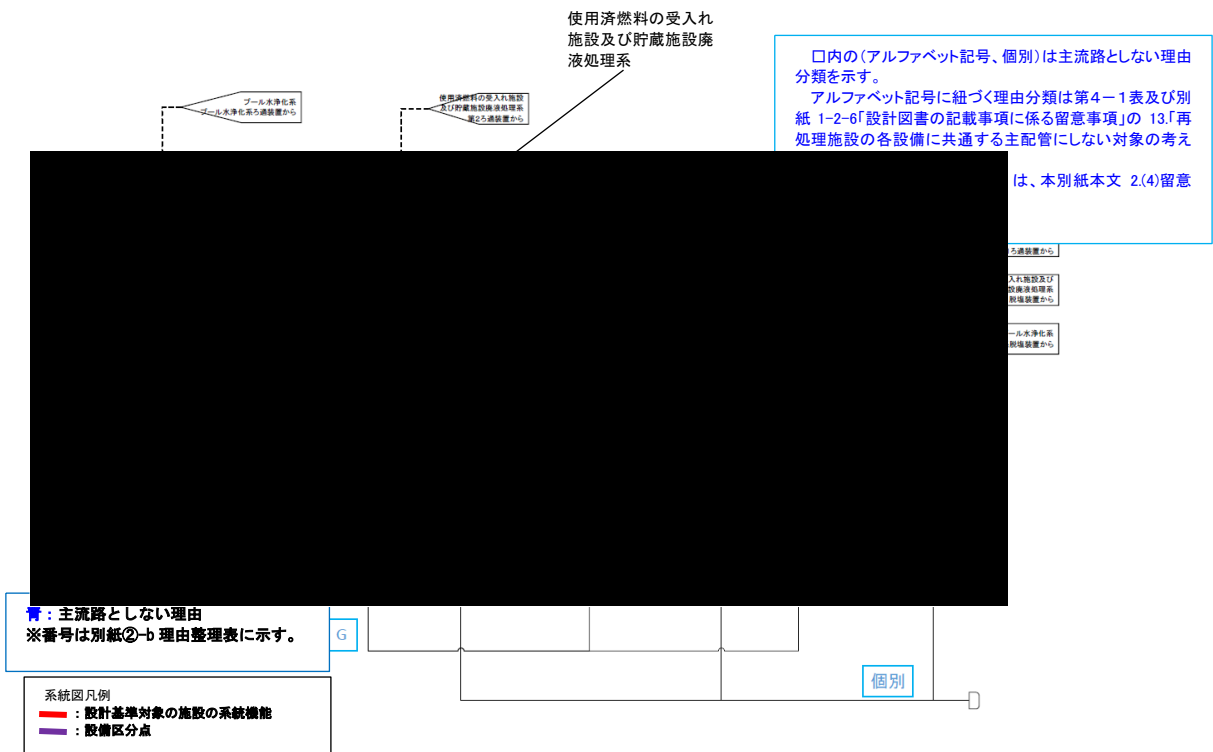 使用済燃料の受入れ
施設及び貯蔵施設廃
液処理系
プール水浄化系
プール水浄化系ろ過装置から
使用済燃料の受入れ施設
及び貯蔵施設廃液処理系
第2ろ過装置から
□内の(アルファベット記号、個別)は主流路としない理由
分類を示す。
アルファベット記号に紐づく理由分類は第4-1表及び別
紙 1-2-6「設計図書の記載事項に係る留意事項」の 13.「再
処理施設の各設備に共通する主配管にしない対象の考え
は、本別紙本文 2.(4)留意
ろ過装置から
入れ施設及び
設廃液処理系
脱塩装置から
ール水浄化系
脱塩装置から
青:主流路としない理由
※番号は別紙②-b 理由整理表に示す。
G
個別
系統図凡例
:設計基準対象の施設の系統機能
:設備区分点